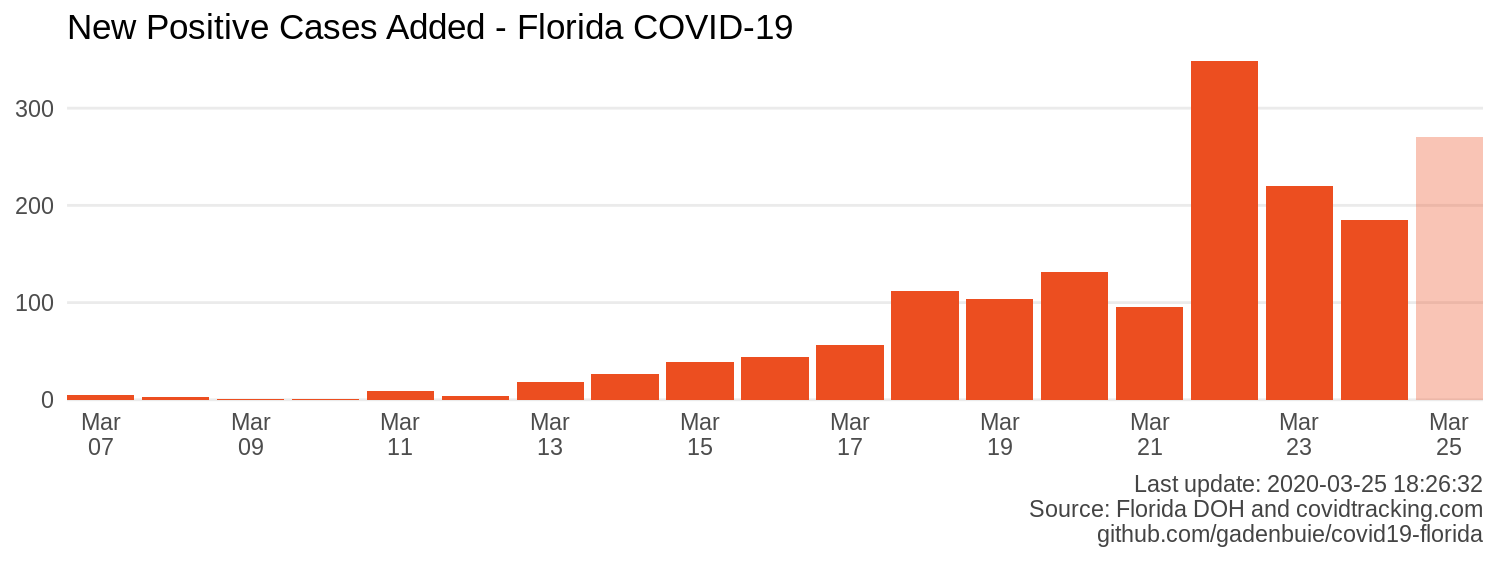 New Positive Cases Added - Florida COVID-19
300
200
100
0
Mar Mar Mar Mar Mar Mar Mar Mar Mar Mar
07 09 11 13 15 17 19 21 23 25
Last update: 2020-03-25 18:26:32
Source: Florida DOH and covidtracking.com
github.com/gadenbuie/covid19-florida